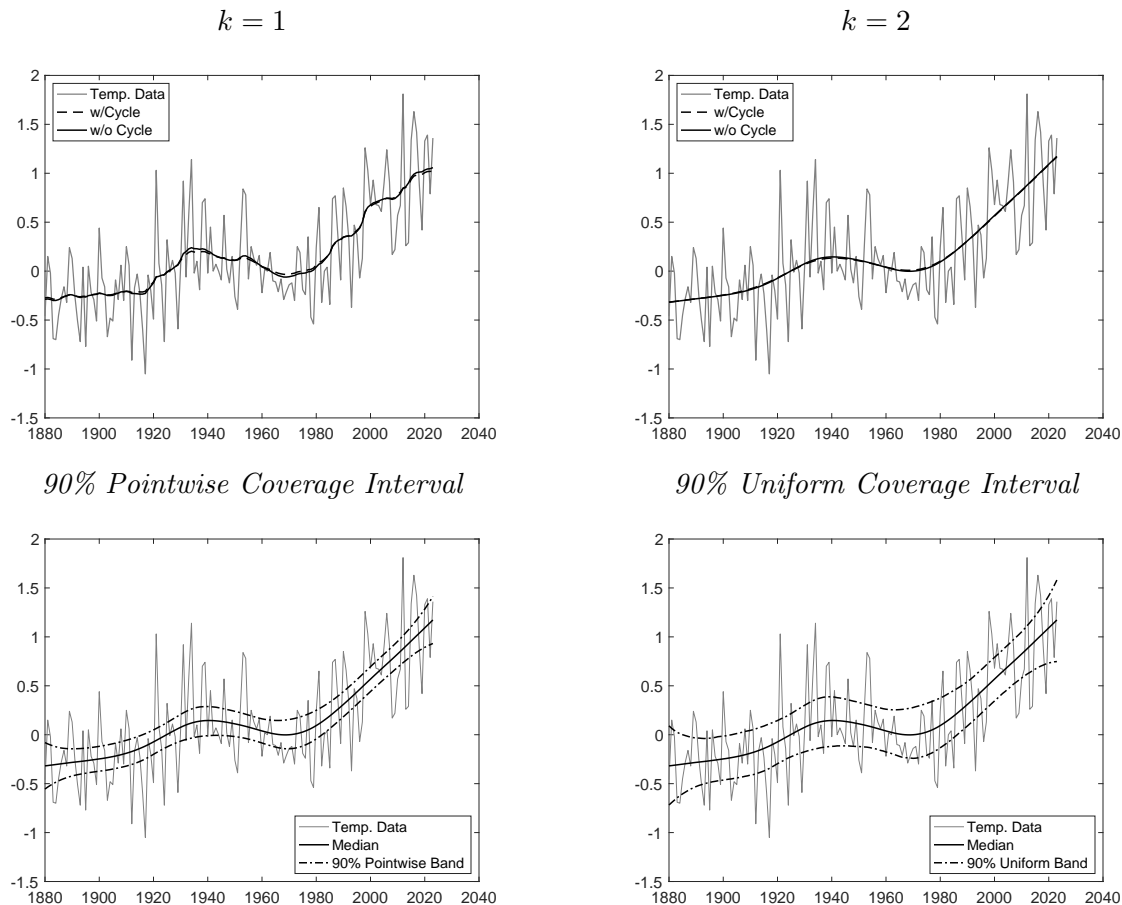 k = 1
k = 2
2
1.5
1
0.5
0
-0.5
-1
-1.5
1880 1900 1920 1940 1960 1980 2000 2020 2040
Temp. Data
w/Cycle
w/o Cycle
2
1.5
1
0.5
0
-0.5
-1
-1.5
1880 1900 1920 1940 1960 1980 2000 2020 2040
Temp. Data
w/Cycle
w/o Cycle
90% Pointwise Coverage Interval
90% Uniform Coverage Interval
2
1.5
1
0.5
0
-0.5
-1
-1.5
1880 1900 1920 1940 1960 1980 2000 2020 2040
Temp. Data
Median
90% Pointwise Band
2
1.5
1
0.5
0
-0.5
-1
-1.5
1880 1900 1920 1940 1960 1980 2000 2020 2040
Temp. Data
Median
90% Uniform Band